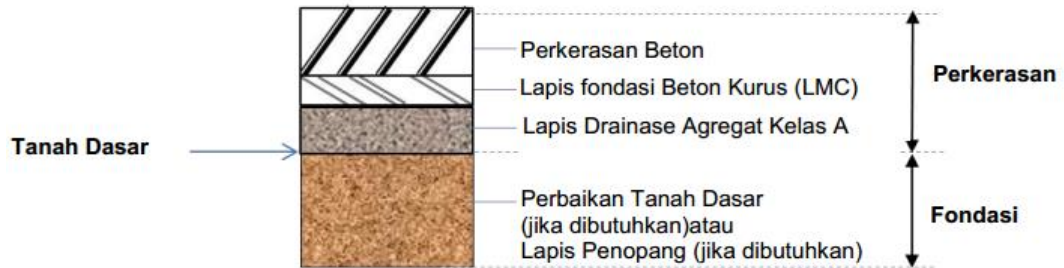 Perkerasan Beton
Perkerasan
Lapis fondasi Beton Kurus (LMC)
Lapis Drainase Agregat Kelas A
Tanah Dasar
Perbaikan Tanah Dasar
(jika dibutuhkan)atau
Lapis Penopang (jika dibutuhkan)
Fondasi